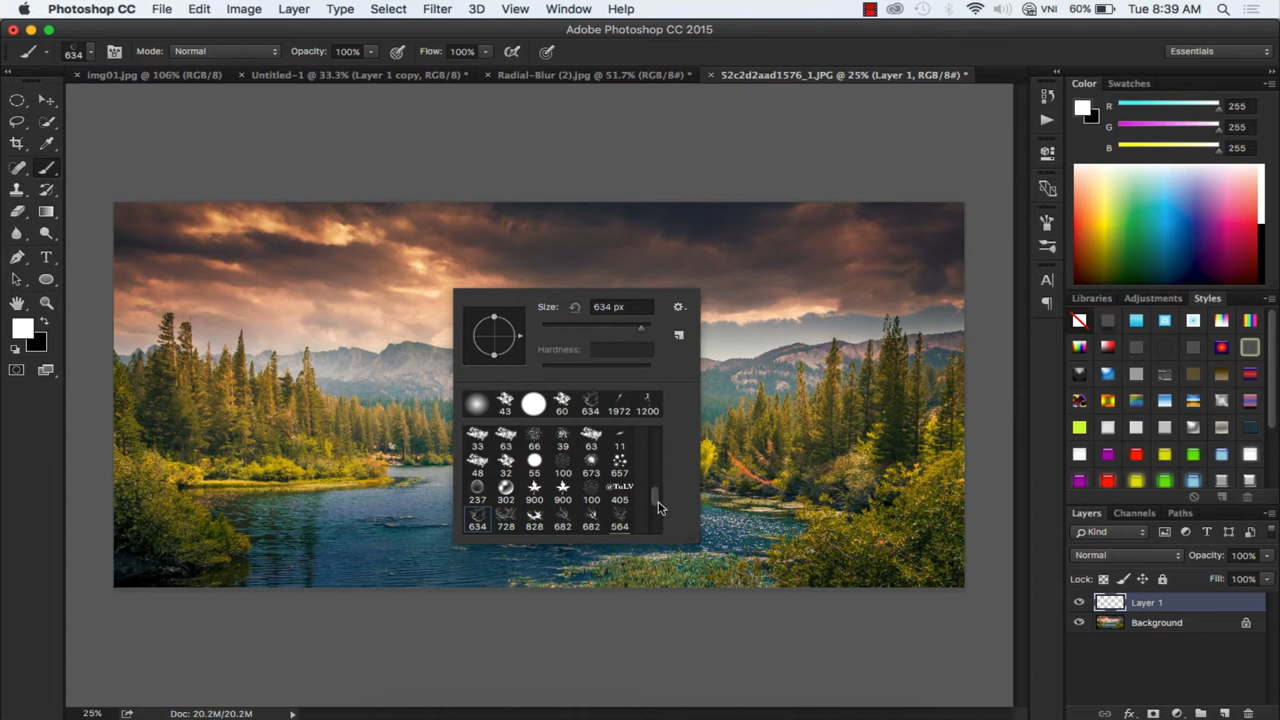 Photoshop CC File Edit Image Layer Type Select Filter 3D View Window Help VNI 60% Tue 8:39 AM
Adobe Photoshop CC 2015
634 Mode: Normal Opacity: 100% Flow: 100% Essentials
img01.jpg @ 106% (RGB/8) Untitled-1 @ 33.3% (Layer 1 copy, RGB/8) * Radial-Blur (2).jpg @ 51.7% (RGB/8#) * 52c2d2aad1576_1.JPG @ 25% (Layer 1, RGB/8#) *
Color Swatches
R 255
G 255
B 255
Size: 634 px
Hardness:
43 60 634 1972 1200
33 63 66 39 63 11
48 32 55 100 673 657
@TuLV
237 302 900 900 100 405
634 728 828 682 682 564
Libraries Adjustments Styles
Layers Channels Paths
Kind
Normal Opacity: 100%
Lock: Fill: 100%
Layer 1
Background
25% Doc: 20.2M/20.2M